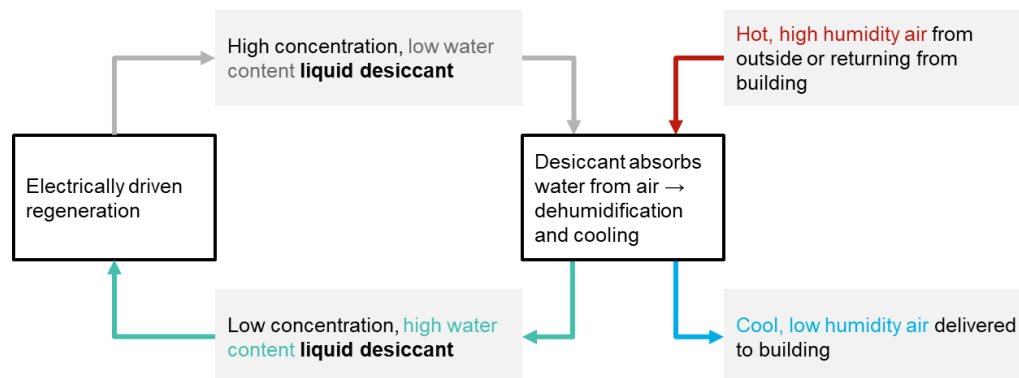 High concentration, low water
content liquid desiccant
Hot, high humidity air from
outside or returning from
building
Electrically driven
regeneration
Desiccant absorbs
water from air →
dehumidification
and cooling
Low concentration, high water
content liquid desiccant
Cool, low humidity air delivered
to building